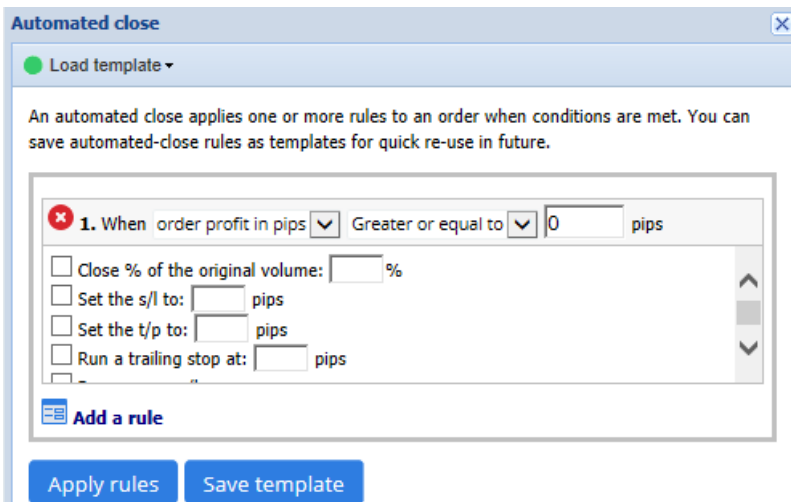 Automated close
Load template
An automated close applies one or more rules to an order when conditions are met. You can
save automated-close rules as templates for quick re-use in future.
1. When order profit in pips Greater or equal to 0 pips
Close % of the original volume: %
Set the s/l to: pips
Set the t/p to: pips
Run a trailing stop at: pips
Add a rule
Apply rules Save template